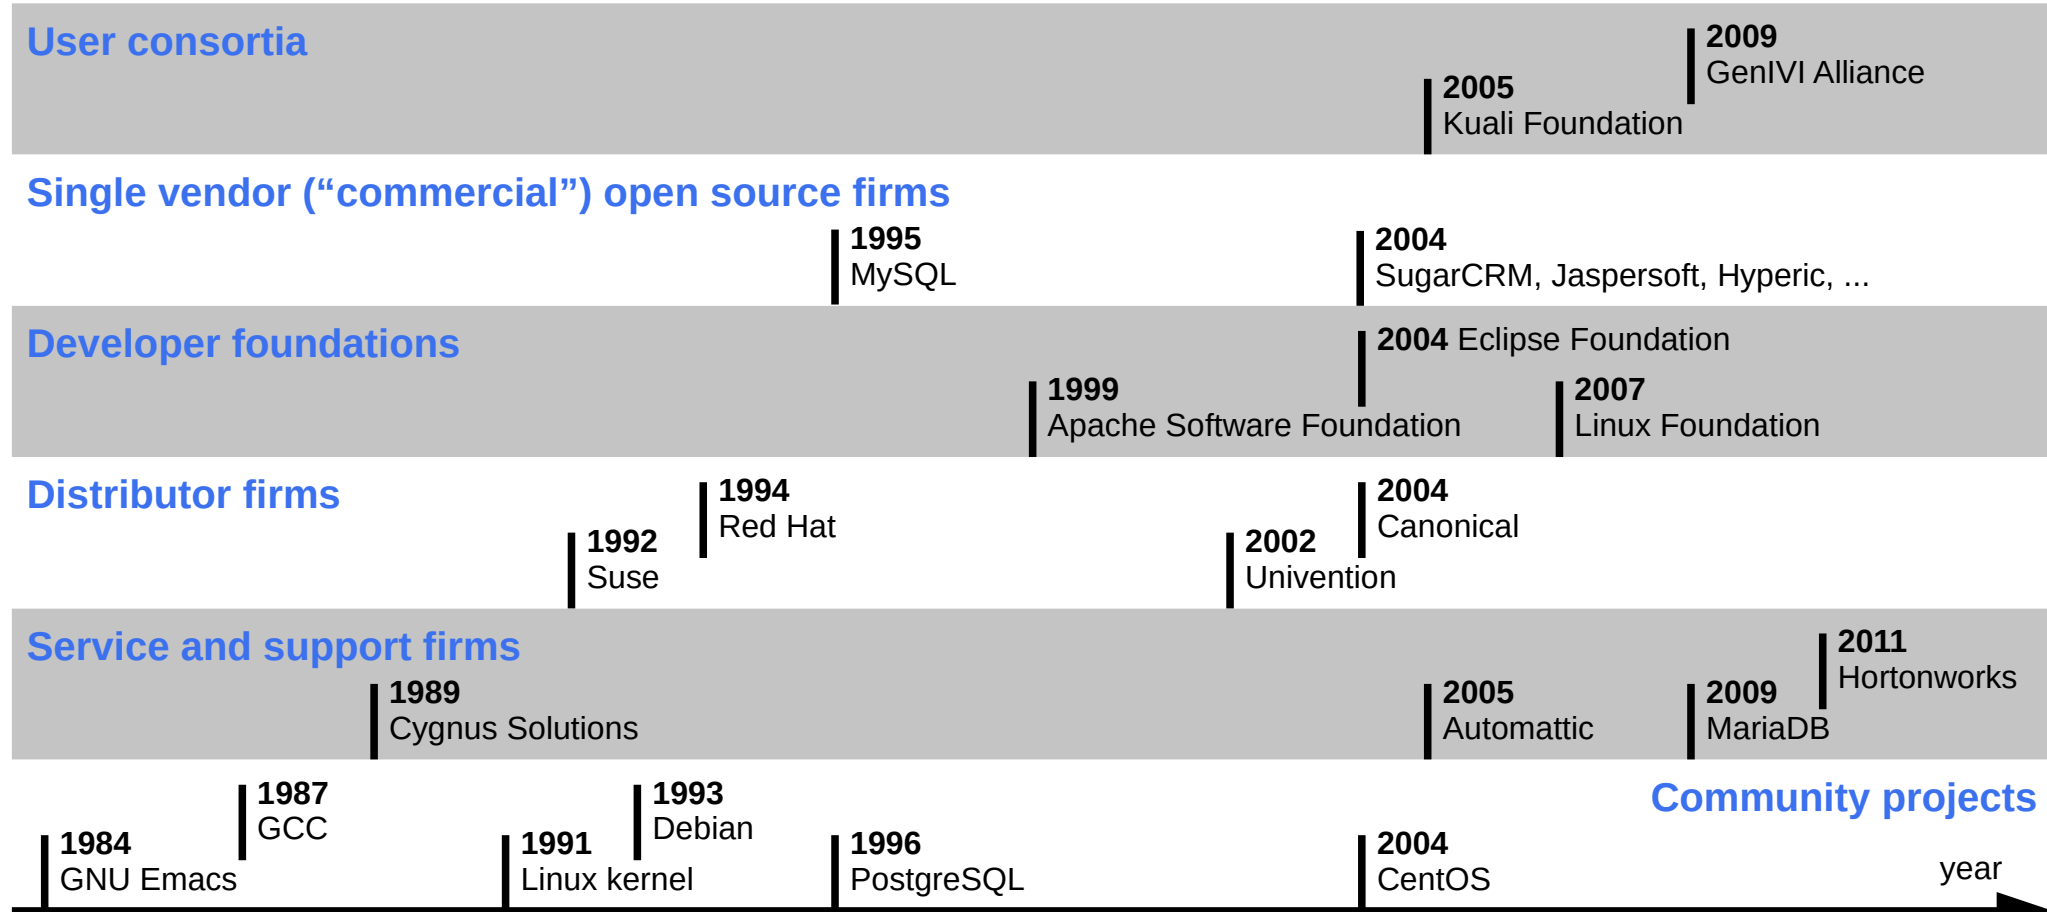 User consortia
2009
GenIVI Alliance
2005
Kuali Foundation
Single vendor (“commercial”) open source firms
1995
MySQL
2004
SugarCRM, Jaspersoft, Hyperic, ...
Developer foundations
2004 Eclipse Foundation
1999
Apache Software Foundation
2007
Linux Foundation
Distributor firms
1994
Red Hat
2004
Canonical
1992
Suse
2002
Univention
Service and support firms
2011
Hortonworks
1989
Cygnus Solutions
2005
Automattic
2009
MariaDB
Community projects
1987
GCC
1993
Debian
1984
GNU Emacs
1991
Linux kernel
1996
PostgreSQL
2004
CentOS
year